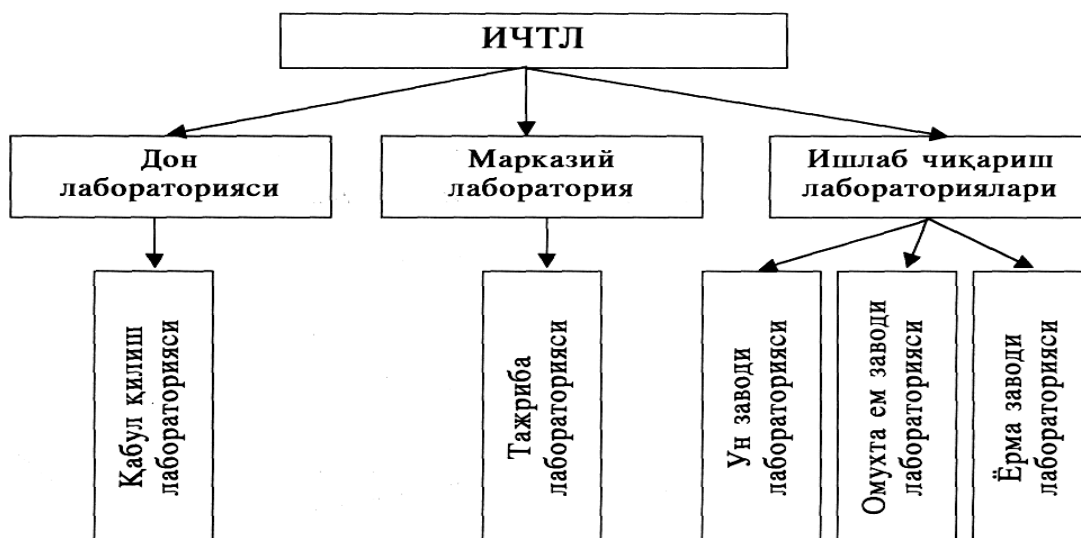 ИЧТЛ
Дон
лабораторияси
Марказий
лаборатория
Ишлаб чиқариш
лабораториялари
Қабул қилиш
лабораторияси
Тажриба
лабораторияси
Ун заводи
лабораторияси
Омухта ем заводи
лабораторияси
Ёрма заводи
лабораторияси